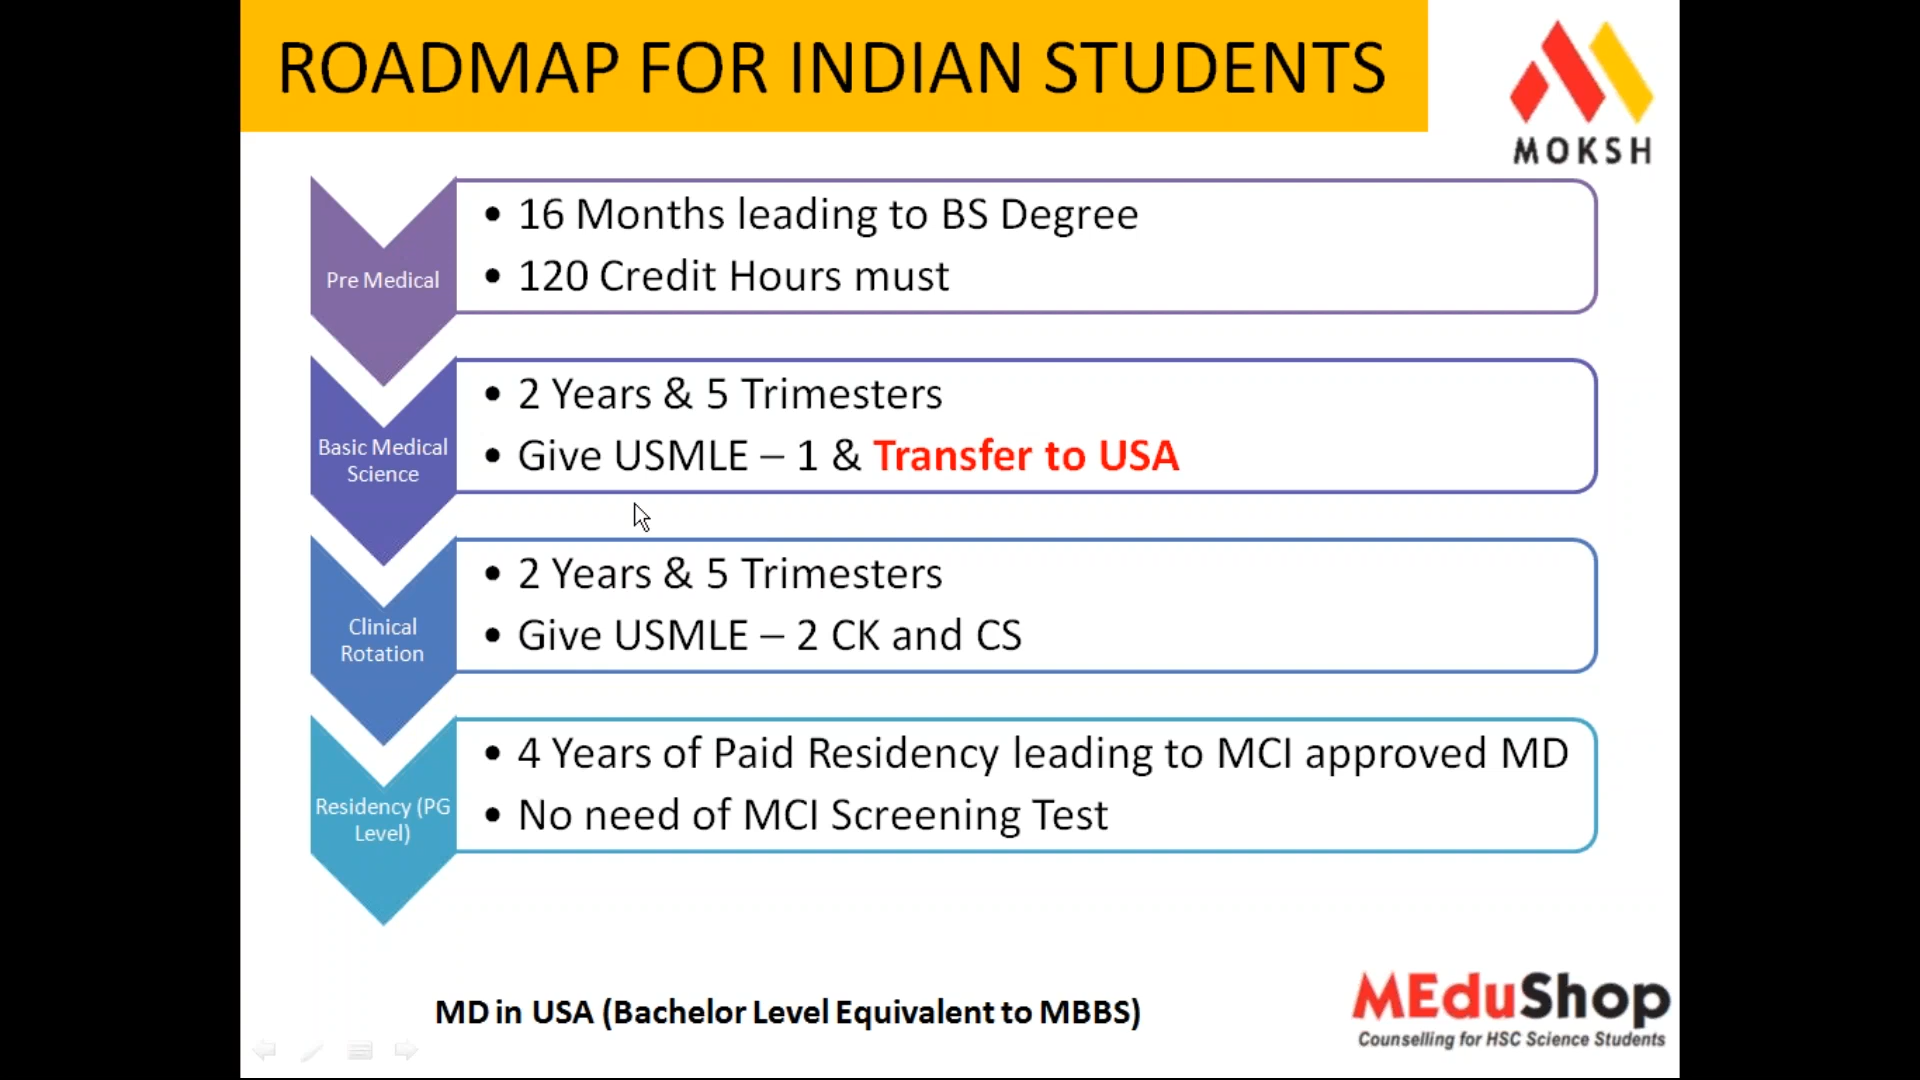 ROADMAP FOR INDIAN STUDENTS
MOKSH
Pre Medical
• 16 Months leading to BS Degree
• 120 Credit Hours must
Basic Medical
Science
• 2 Years & 5 Trimesters
• Give USMLE – 1 & Transfer to USA
Clinical
Rotation
• 2 Years & 5 Trimesters
• Give USMLE – 2 CK and CS
Residency (PG
Level)
• 4 Years of Paid Residency leading to MCI approved MD
• No need of MCI Screening Test
MD in USA (Bachelor Level Equivalent to MBBS)
MEduShop
Counselling for HSC Science Students